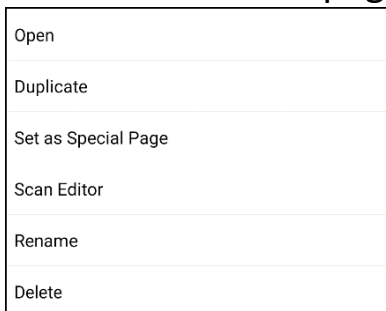 Open
Duplicate
Set as Special Page
Scan Editor
Rename
Delete